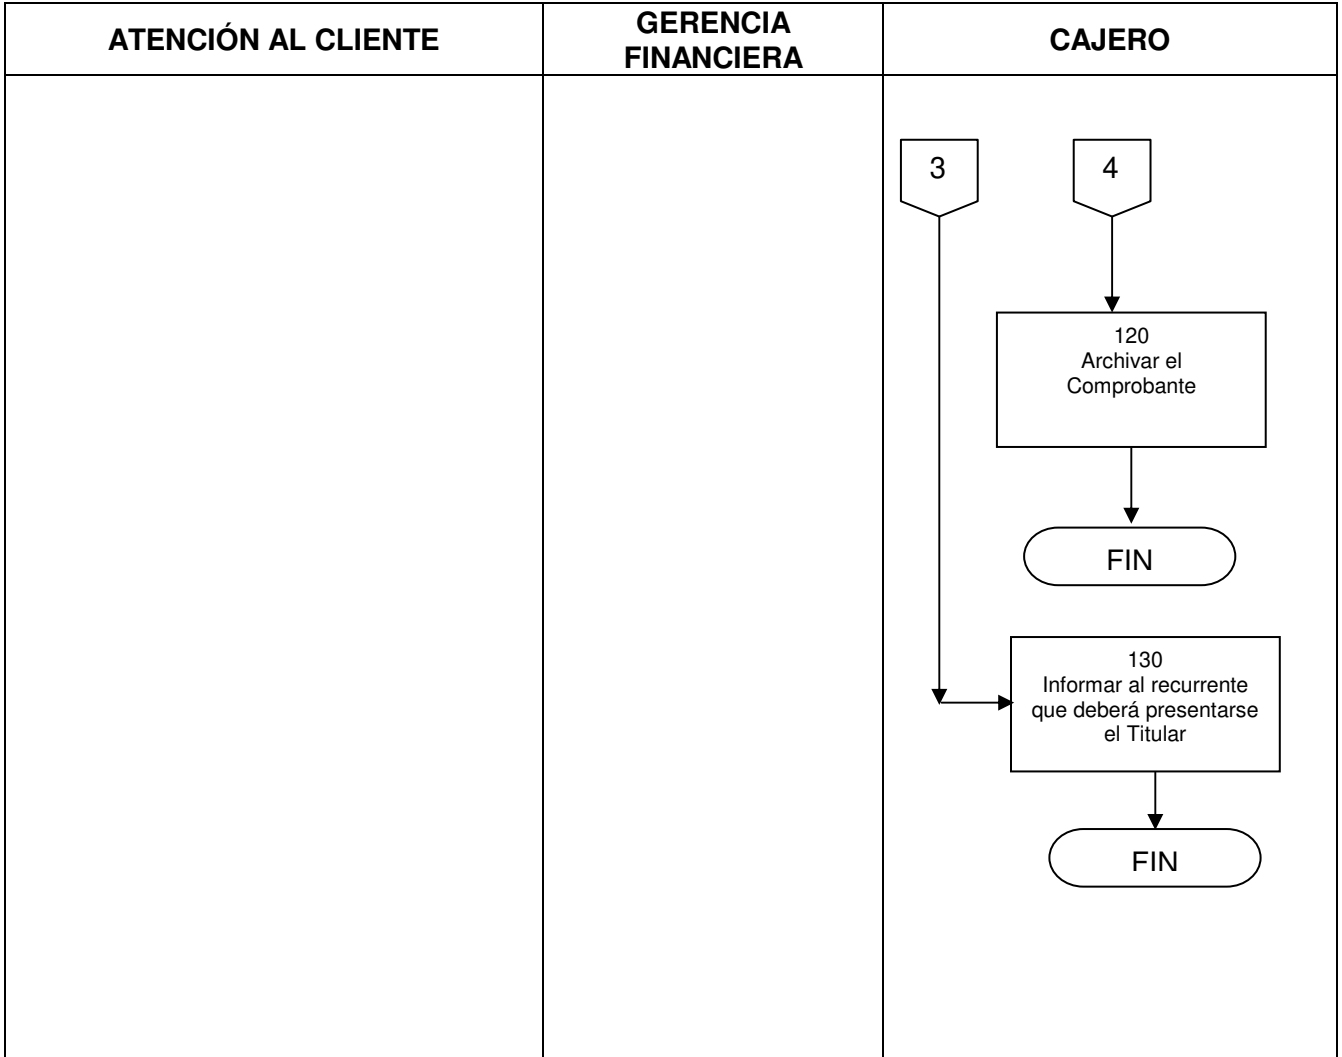 ATENCIÓN AL CLIENTE
GERENCIA
FINANCIERA
CAJERO
3
4
120
Archivar el
Comprobante
FIN
130
Informar al recurrente
que deberá presentarse
el Titular
FIN